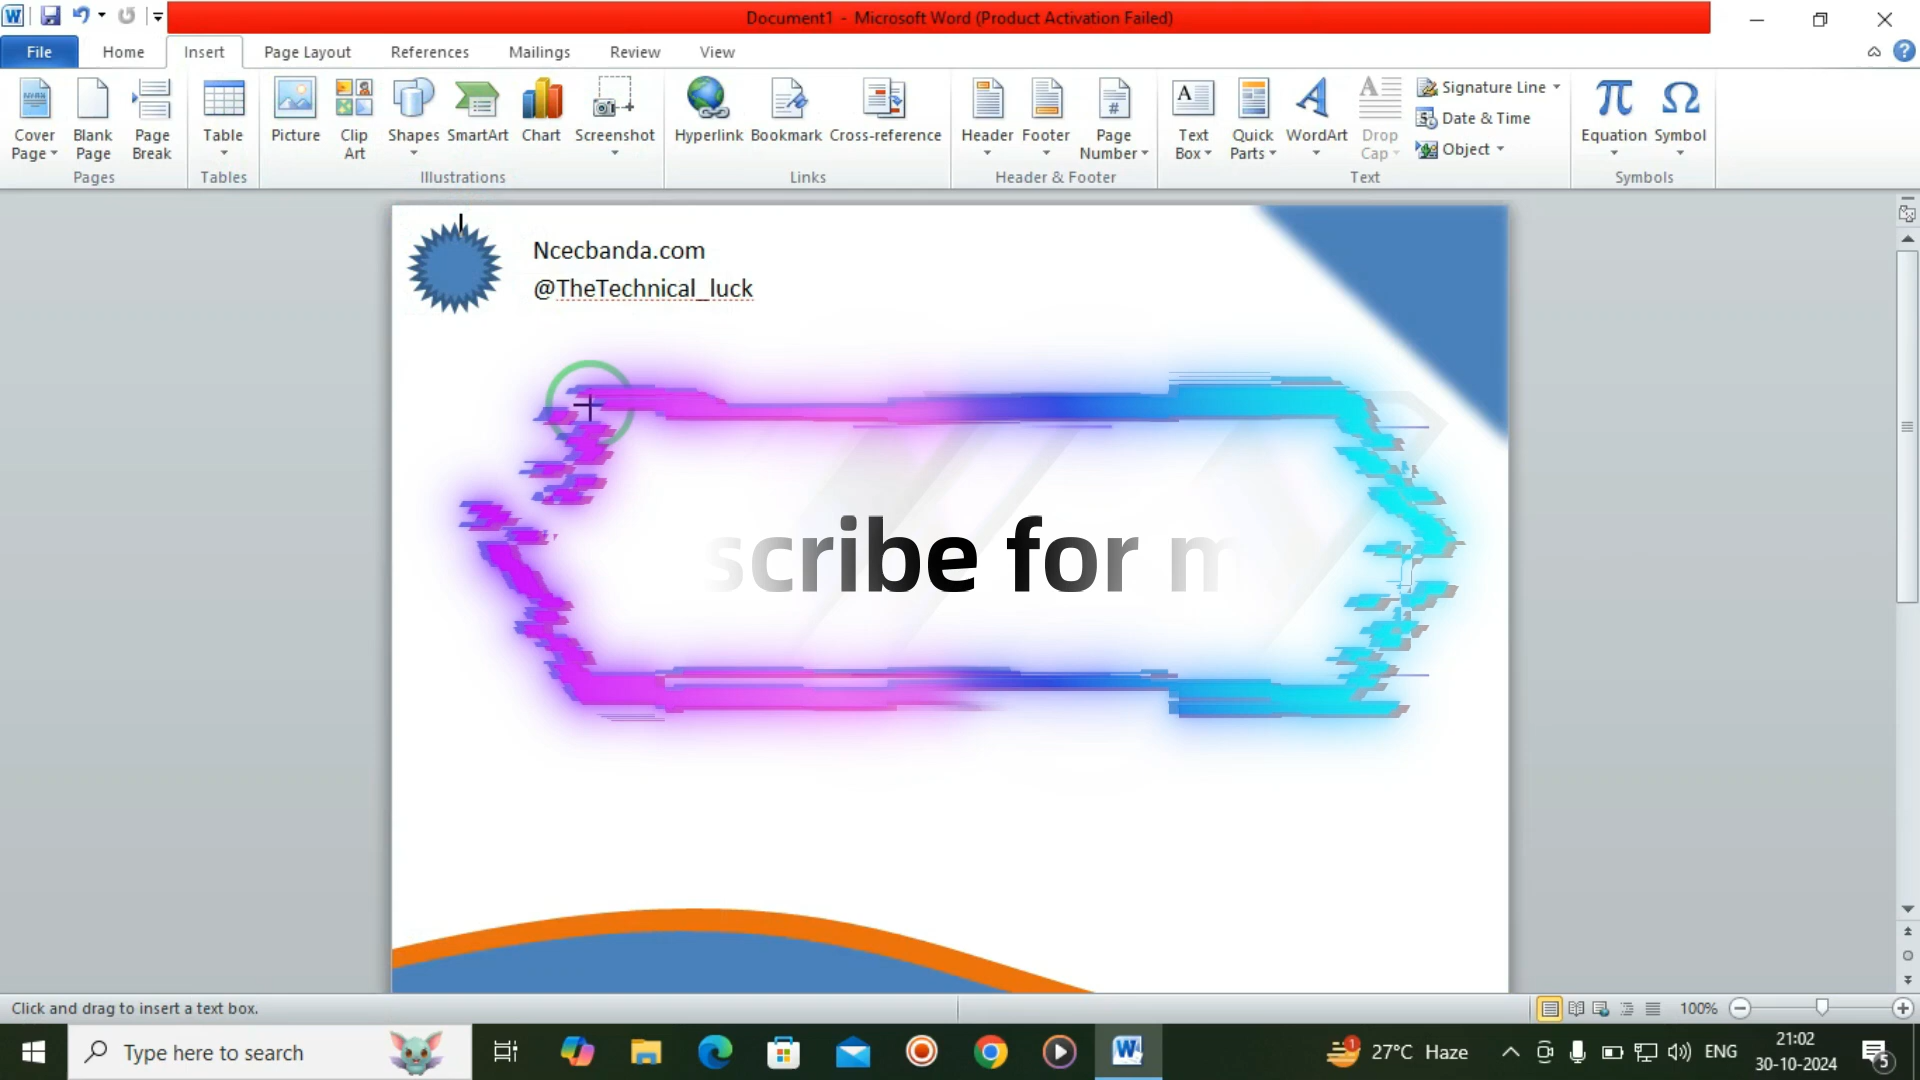 Document1 - Microsoft Word (Product Activation Failed)
File Home Insert Page Layout References Mailings Review View
Cover Page
Blank Page
Page Break
Table
Picture
Clip Art
Shapes
SmartArt
Chart
Screenshot
Hyperlink
Bookmark
Cross-reference
Header
Footer
Page Number
Text Box
Quick Parts
WordArt
Drop Cap
Signature Line
Date & Time
Object
Equation
Symbol
Pages
Tables
Illustrations
Links
Header & Footer
Text
Symbols
Ncecbanda.com
@TheTechnical_luck
scribe for m
Click and drag to insert a text box.
100%
Type here to search
27°C Haze
ENG
21:02
30-10-2024
5